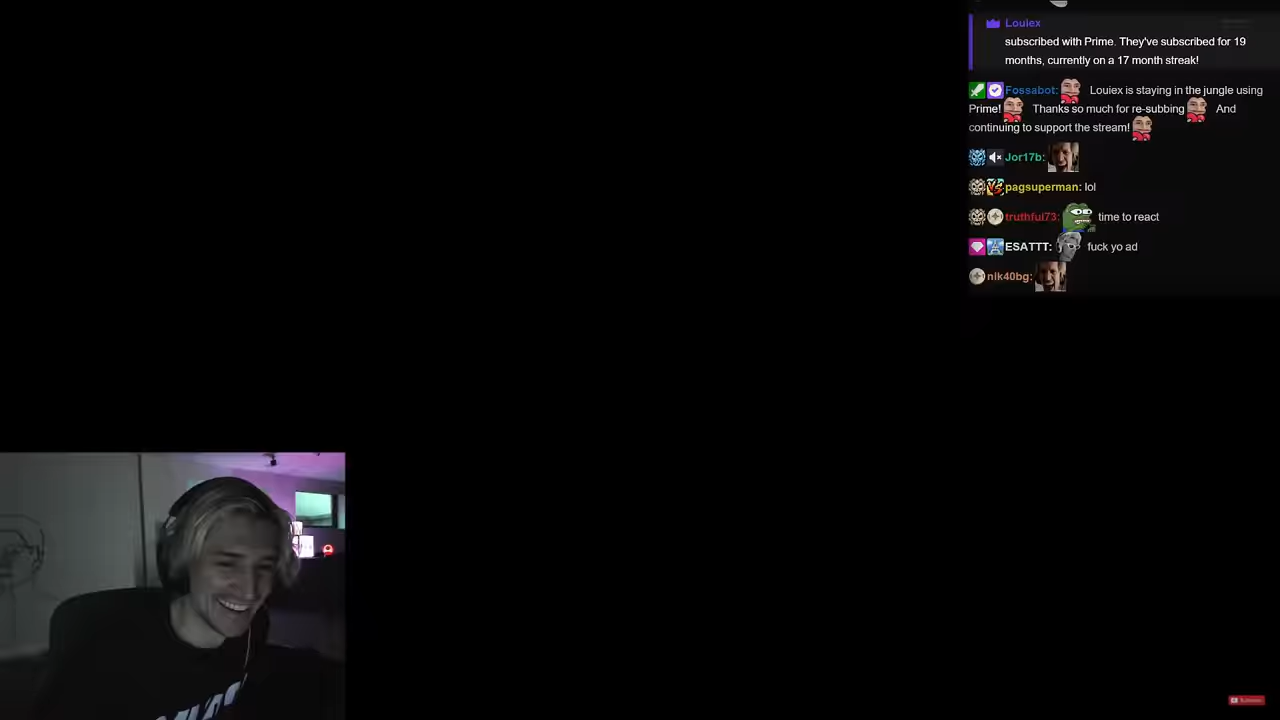 Louiex
subscribed with Prime. They've subscribed for 19
months, currently on a 17 month streak!
Fossabot: Louiex is staying in the jungle using
Prime! Thanks so much for re-subbing And
continuing to support the stream!
Jor17b:
pagsuperman: lol
truthful73: time to react
ESATTT: fuck yo ad
nik40bg: